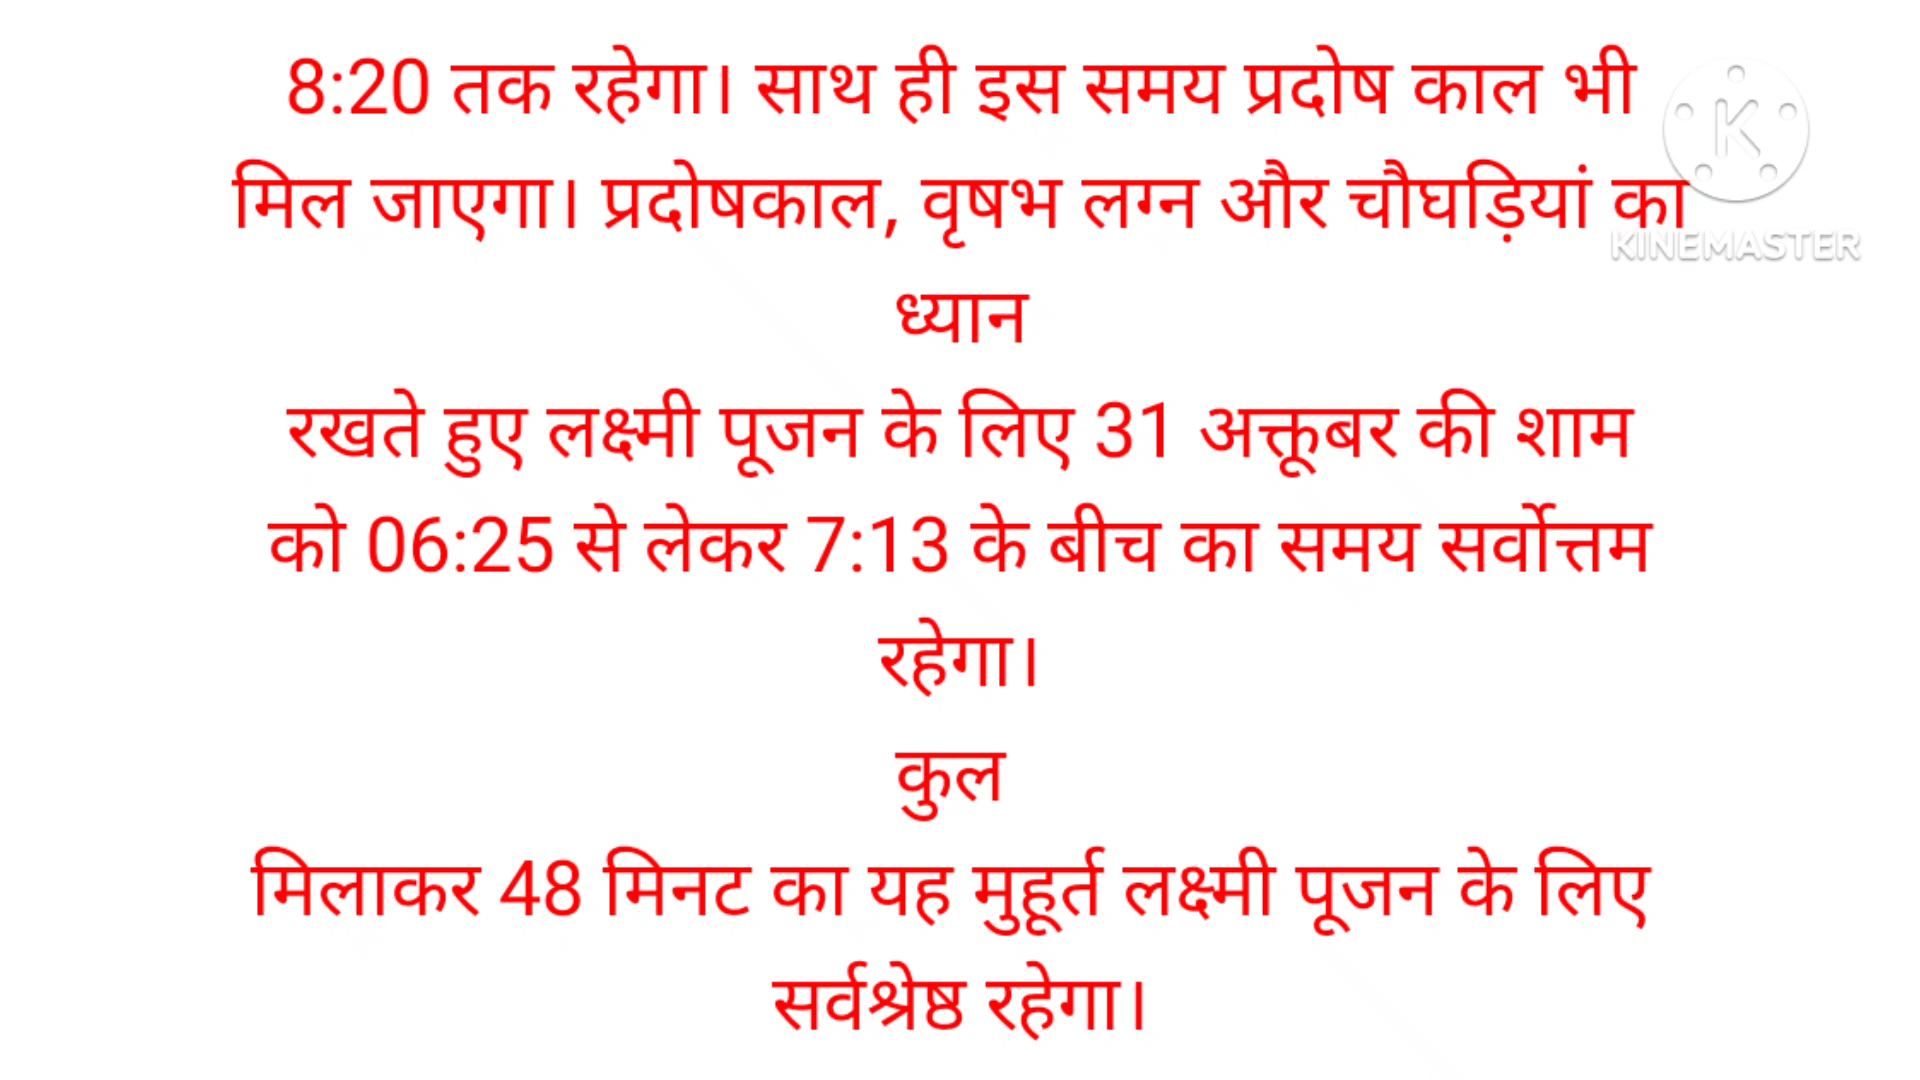 8:20 तक रहेगा। साथ ही इस समय प्रदोष काल भी
मिल जाएगा। प्रदोषकाल, वृषभ लग्न और चौघड़ियां का
ध्यान
रखते हुए लक्ष्मी पूजन के लिए 31 अक्तूबर की शाम
को 06:25 से लेकर 7:13 के बीच का समय सर्वोत्तम
रहेगा।
कुल
मिलाकर 48 मिनट का यह मुहूर्त लक्ष्मी पूजन के लिए
सर्वश्रेष्ठ रहेगा।
K
KINEMASTER